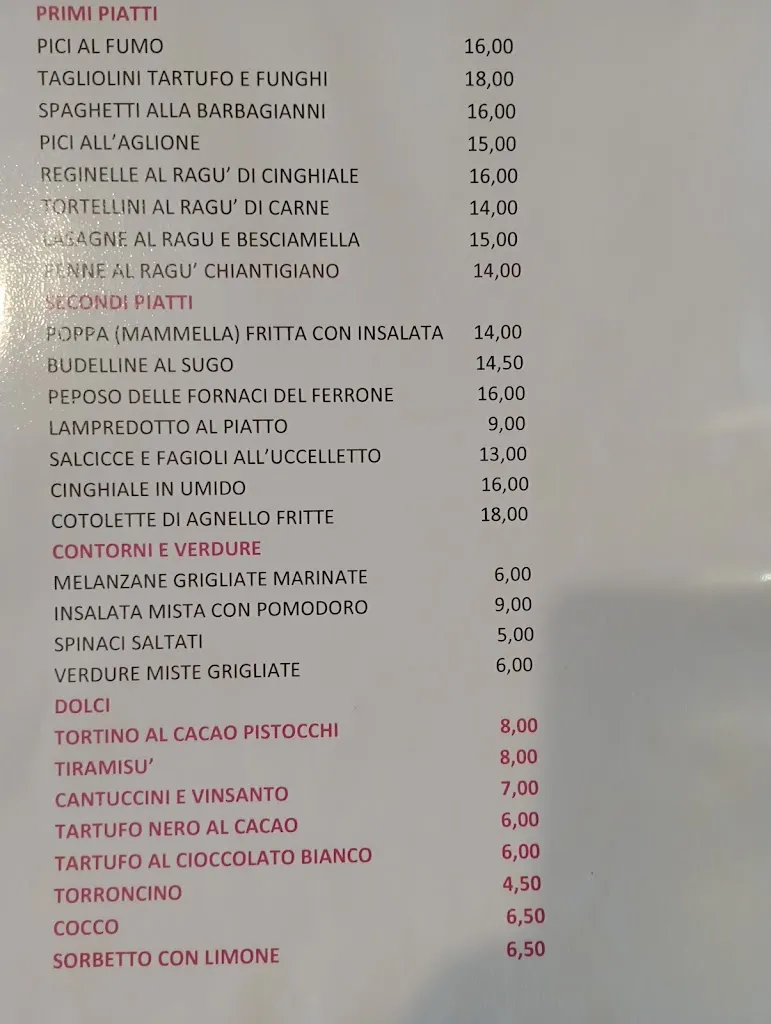 PRIMI PIATTI
PICI AL FUMO 16,00
TAGLIOLINI TARTUFO E FUNGHI 18,00
SPAGHETTI ALLA BARBAGIANNI 16,00
PICI ALL'AGLIONE 15,00
REGINELLE AL RAGU' DI CINGHIALE 16,00
TORTELLINI AL RAGU' DI CARNE 14,00
LASAGNE AL RAGU E BESCIAMELLA 15,00
PENNE AL RAGU' CHIANTIGIANO 14,00
SECONDI PIATTI
POPPA (MAMMELLA) FRITTA CON INSALATA 14,00
BUDELLINE AL SUGO 14,50
PEPOSO DELLE FORNACI DEL FERRONE 16,00
LAMPREDOTTO AL PIATTO 9,00
SALCICCE E FAGIOLI ALL'UCCELLETTO 13,00
CINGHIALE IN UMIDO 16,00
COTOLETTE DI AGNELLO FRITTE 18,00
CONTORNI E VERDURE
MELANZANE GRIGLIATE MARINATE 6,00
INSALATA MISTA CON POMODORO 9,00
SPINACI SALTATI 5,00
VERDURE MISTE GRIGLIATE 6,00
DOLCI
TORTINO AL CACAO PISTOCCHI 8,00
TIRAMISU' 8,00
CANTUCCINI E VINSANTO 7,00
TARTUFO NERO AL CACAO 6,00
TARTUFO AL CIOCCOLATO BIANCO 6,00
TORRONCINO 4,50
COCCO 6,50
SORBETTO CON LIMONE 6,50